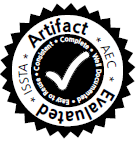 Artifact
* ISSTA *
Consistent * Complete * Well Documented * Easy to Reuse *
* AEC *
Evaluated